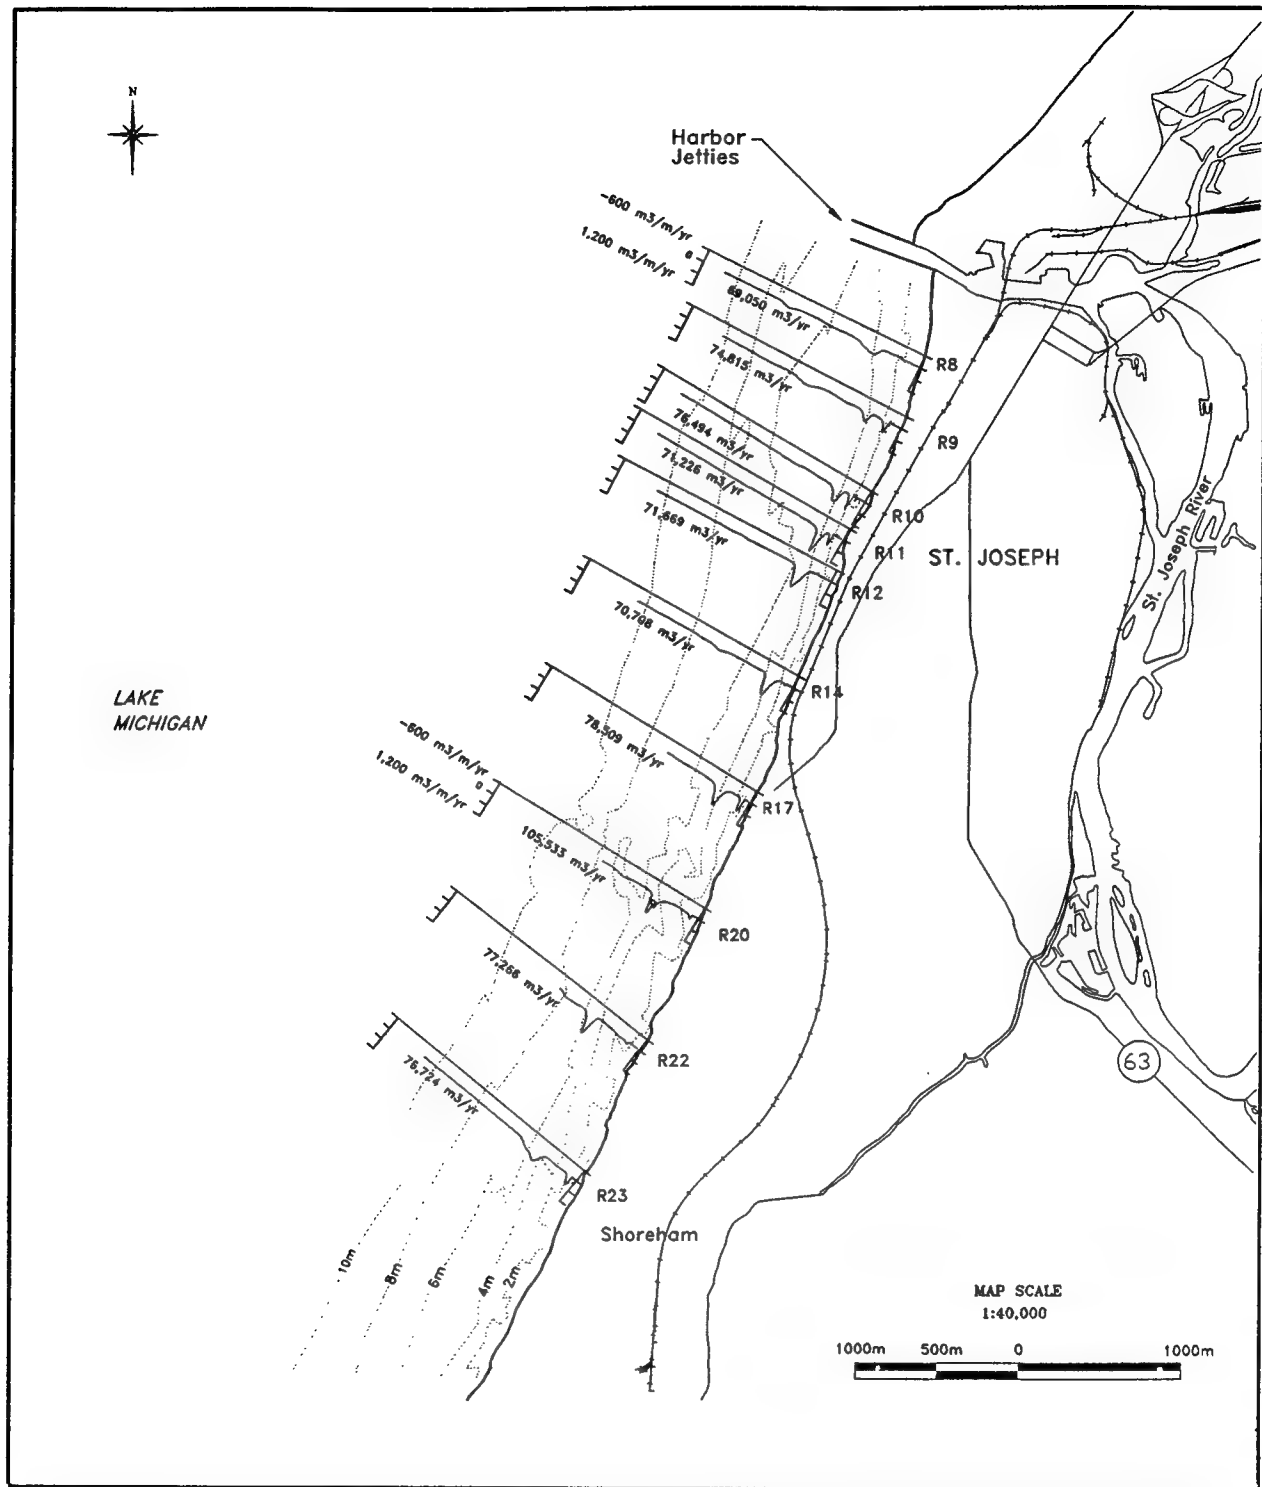 N
Harbor
Jetties
-600 m3/m/yr
0
1,200 m3/m/yr
69,050 m3/yr
R8
74,815 m3/yr
R9
76,494 m3/yr
R10
71,226 m3/yr
R11
ST. JOSEPH
St. Joseph River
71,669 m3/yr
R12
70,708 m3/yr
R14
LAKE
MICHIGAN
78,509 m3/yr
R17
-600 m3/m/yr
0
1,200 m3/m/yr
105,533 m3/yr
R20
77,268 m3/yr
R22
63
76,724 m3/yr
R23
Shoreham
10m
8m
6m
4m
2m
MAP SCALE
1:40,000
1000m 500m 0 1000m